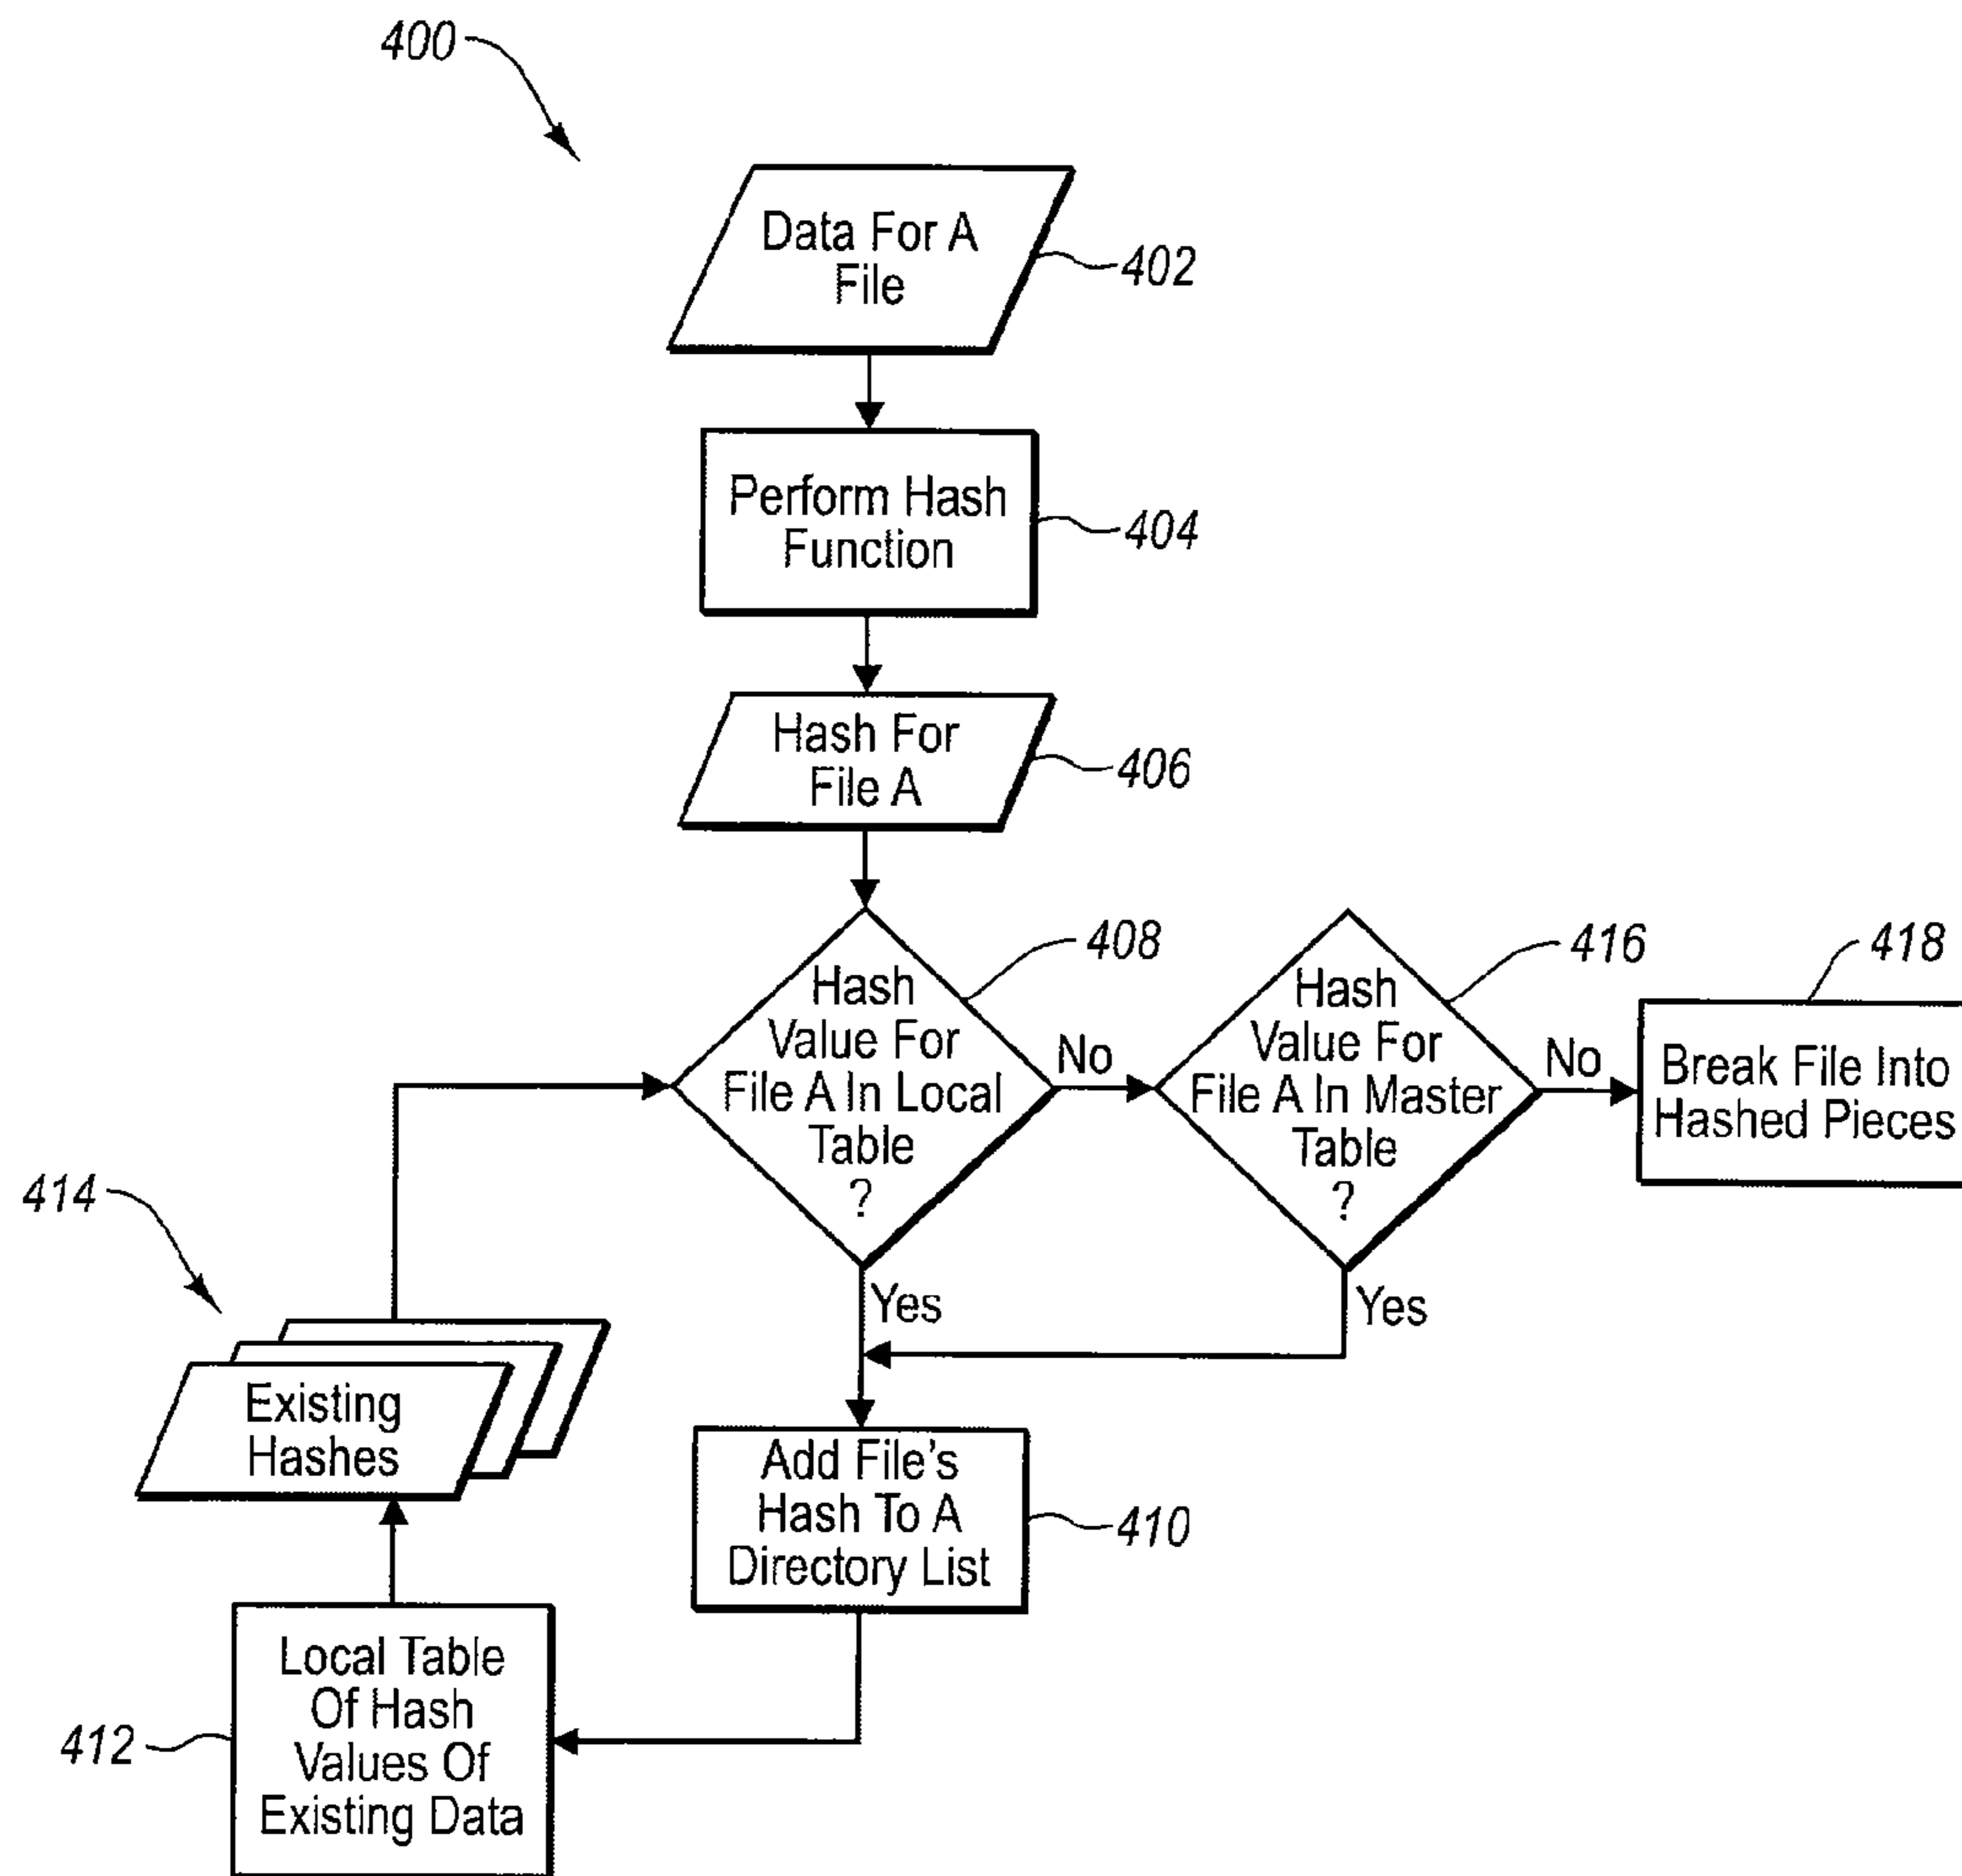 400
Data For A
File
402
Perform Hash
Function
404
Hash For
File A
406
Hash
Value For
File A In Local
Table
?
408
No
Yes
Hash
Value For
File A In Master
Table
?
416
No
Yes
Break File Into
Hashed Pieces
418
414
Existing
Hashes
Add File's
Hash To A
Directory List
410
Local Table
Of Hash
Values Of
Existing Data
412